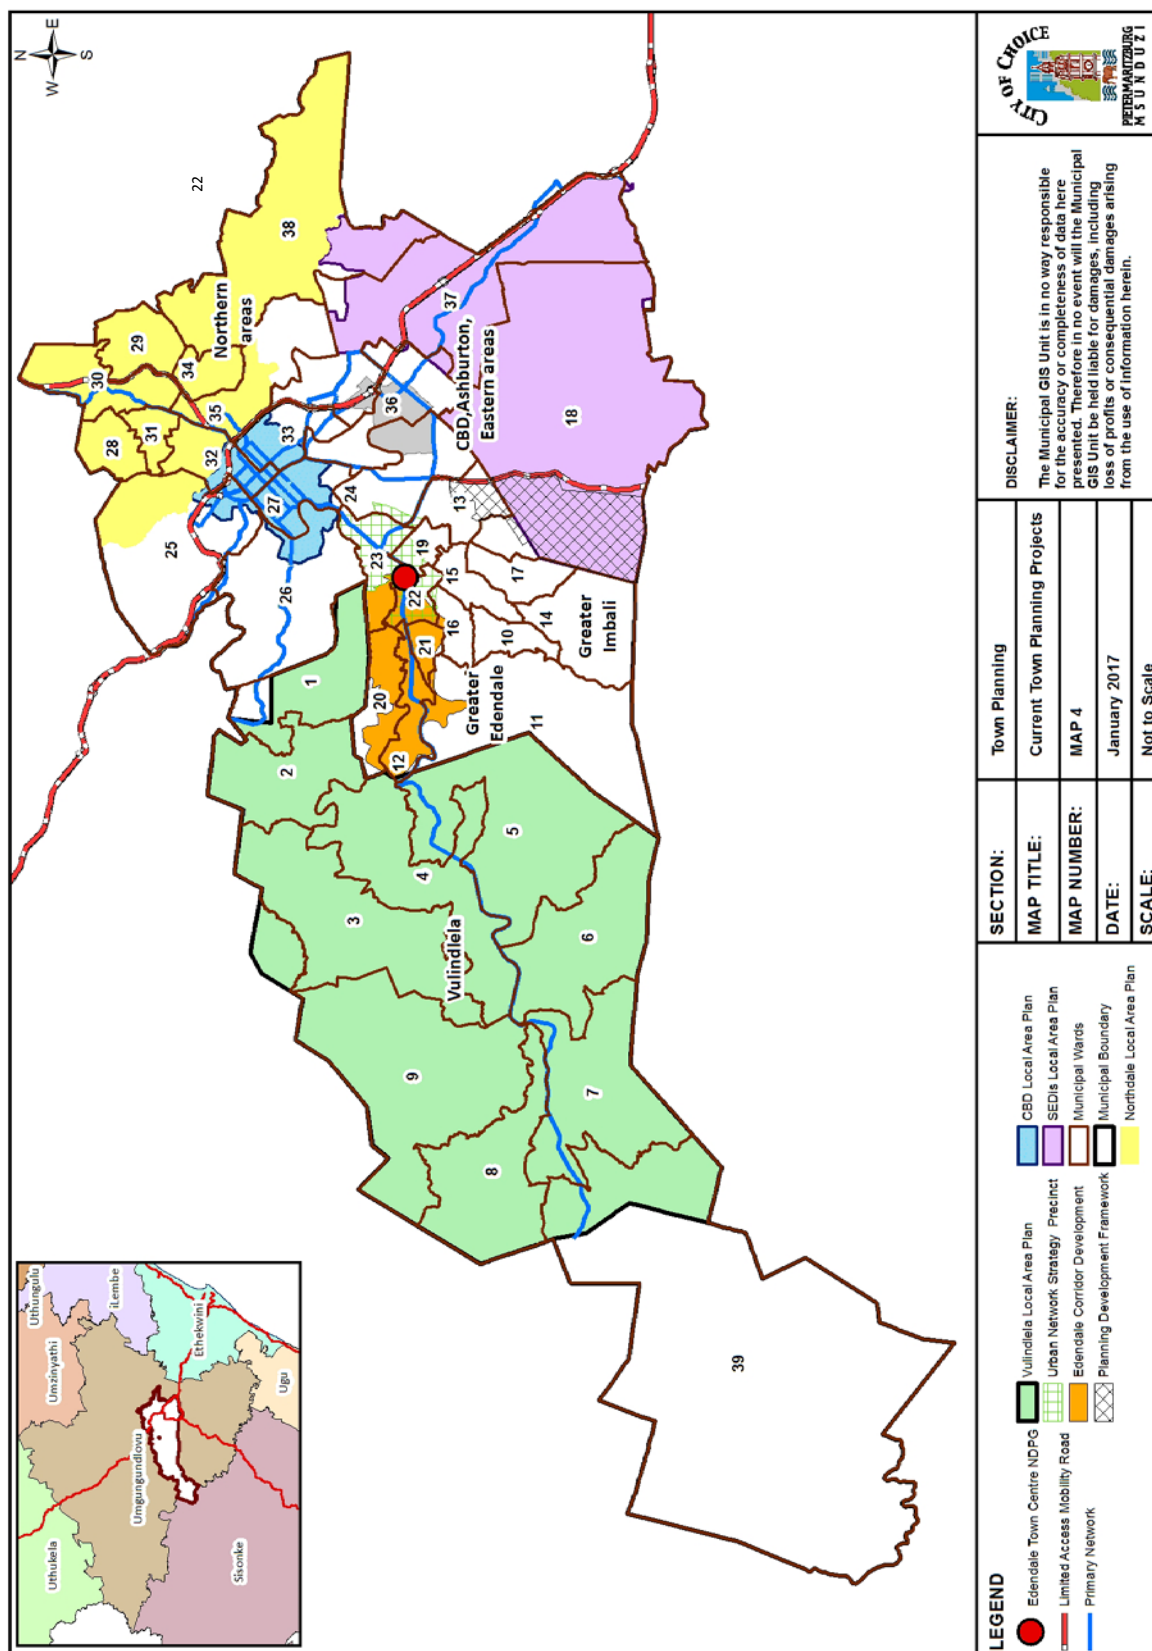 N
E
S
W
Uthungulu
Umzinyathi
iLembe
Uthukela
Umgungundlovu
Ethekwini
Ugu
Sisonke
22
30
29
28
31
34
35
38
Northern
areas
32
33
25
27
26
24
36
37
CBD,Ashburton,
Eastern areas
18
13
23
19
22
15
17
16
14
10
21
20
12
11
Greater
Edendale
Greater
Imbali
1
2
3
4
5
6
7
8
9
Vulindlela
39
LEGEND
Edendale Town Centre NDPG
Limited Access Mobility Road
Primary Network
Vulindlela Local Area Plan
Urban Network Strategy Precinct
Edendale Corridor Development
Planning Development Framework
CBD Local Area Plan
SEDis Local Area Plan
Municipal Wards
Municipal Boundary
Northdale Local Area Plan
SECTION: Town Planning
MAP TITLE: Current Town Planning Projects
MAP NUMBER: MAP 4
DATE: January 2017
SCALE: Not to Scale
DISCLAIMER:
The Municipal GIS Unit is in no way responsible
for the accuracy or completeness of data here
presented. Therefore in no event will the Municipal
GIS Unit be held liable for damages, including
loss of profits or consequential damages arising
from the use of information herein.
CITY OF CHOICE
PIETERMARITZBURG
MSUNDUZI